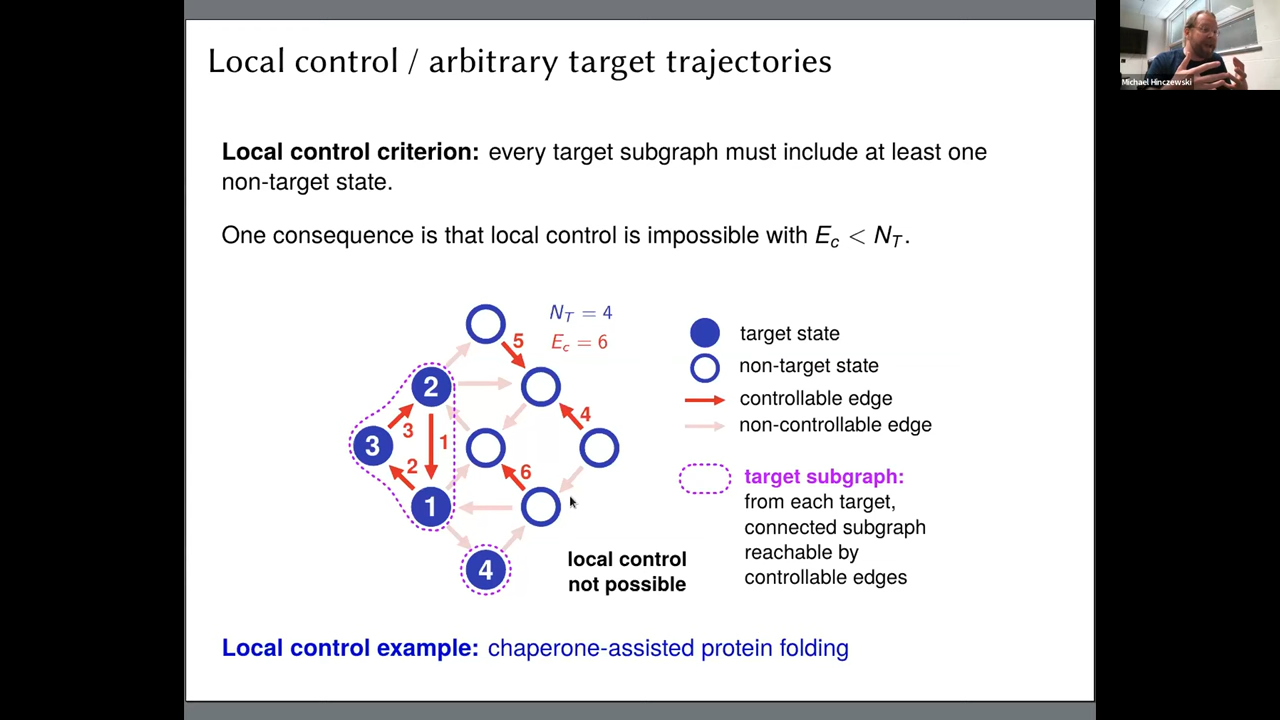 Local control / arbitrary target trajectories
Michael Hinczewski
Local control criterion: every target subgraph must include at least one
non-target state.
One consequence is that local control is impossible with E_c < N_T.
N_T = 4
E_c = 6
5
2
4
3
1
3
2
6
1
4
target state
non-target state
controllable edge
non-controllable edge
target subgraph:
from each target,
connected subgraph
reachable by
controllable edges
local control
not possible
Local control example: chaperone-assisted protein folding